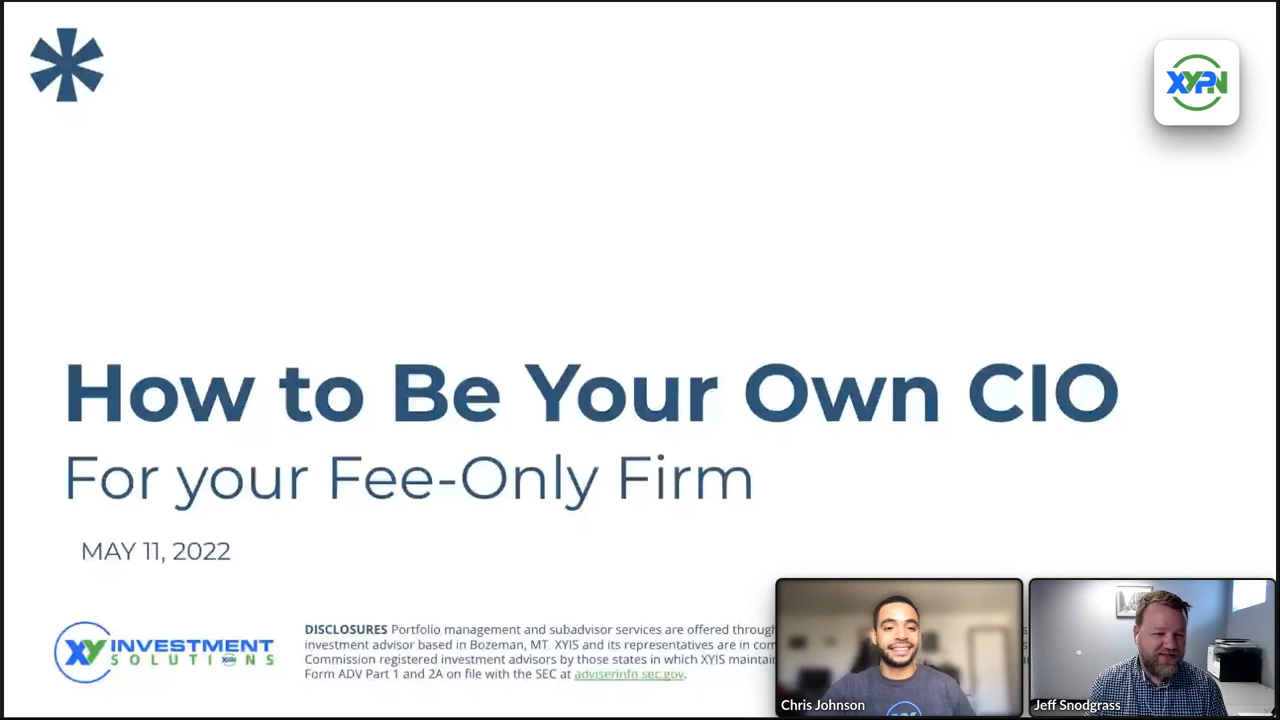 XYPN
How to Be Your Own CIO
For your Fee-Only Firm
MAY 11, 2022
XY INVESTMENT
SOLUTIONS
DISCLOSURES Portfolio management and subadvisor services are offered through
investment advisor based in Bozeman, MT. XYIS and its representatives are in com
Commission registered investment advisors by those states in which XYIS maintain
Form ADV Part 1 and 2A on file with the SEC at adviserinfo.sec.gov.
Chris Johnson
Jeff Snodgrass